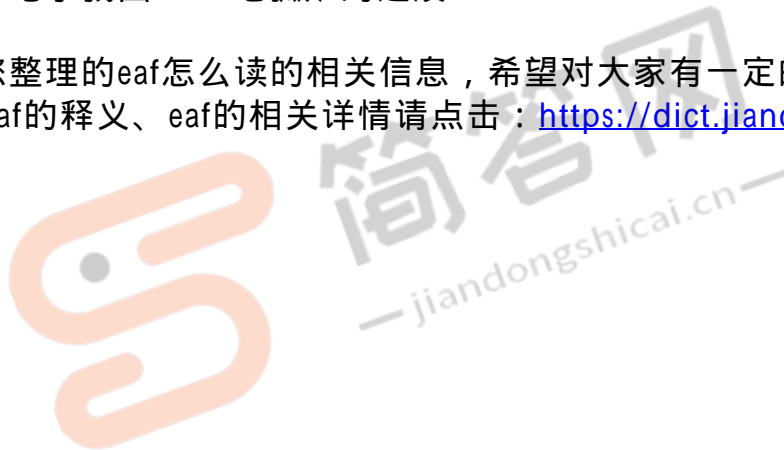 整理的eaf怎么读的相关信息，希望对大家有一定
af的释义、eaf的相关详情请点击：https://dict.jian
简答网
jiandongshicai.cn